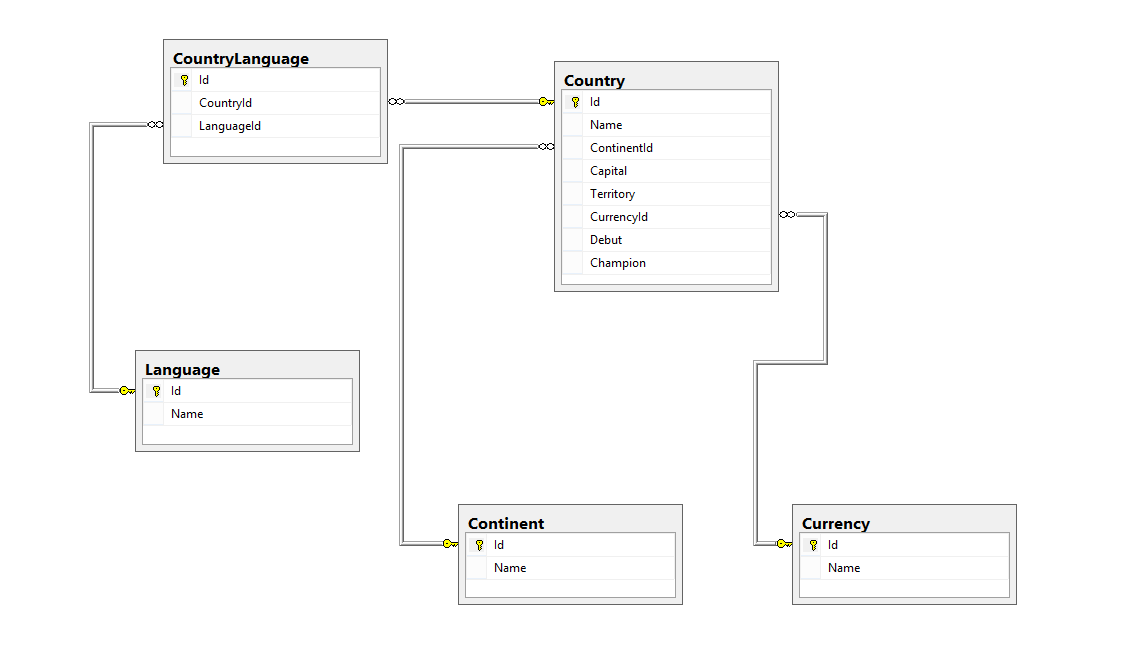 CountryLanguage
Id
CountryId
LanguageId
Country
Id
Name
ContinentId
Capital
Territory
CurrencyId
Debut
Champion
Language
Id
Name
Continent
Id
Name
Currency
Id
Name